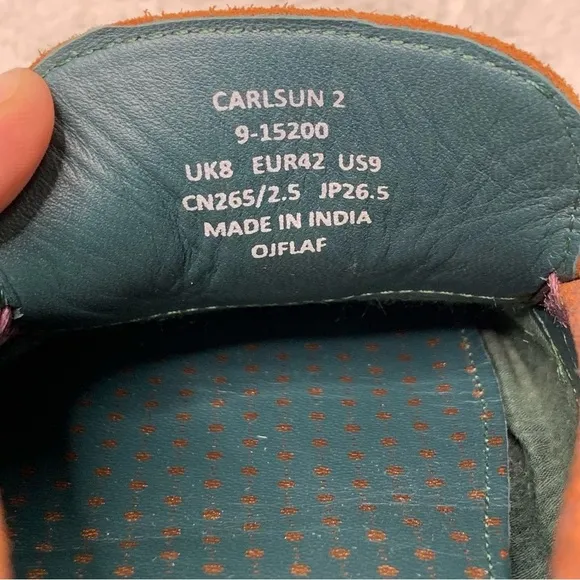 CARLSUN 2
9-15200
UK8 EUR42 US9
CN265/2.5 JP26.5
MADE IN INDIA
OJFLAF